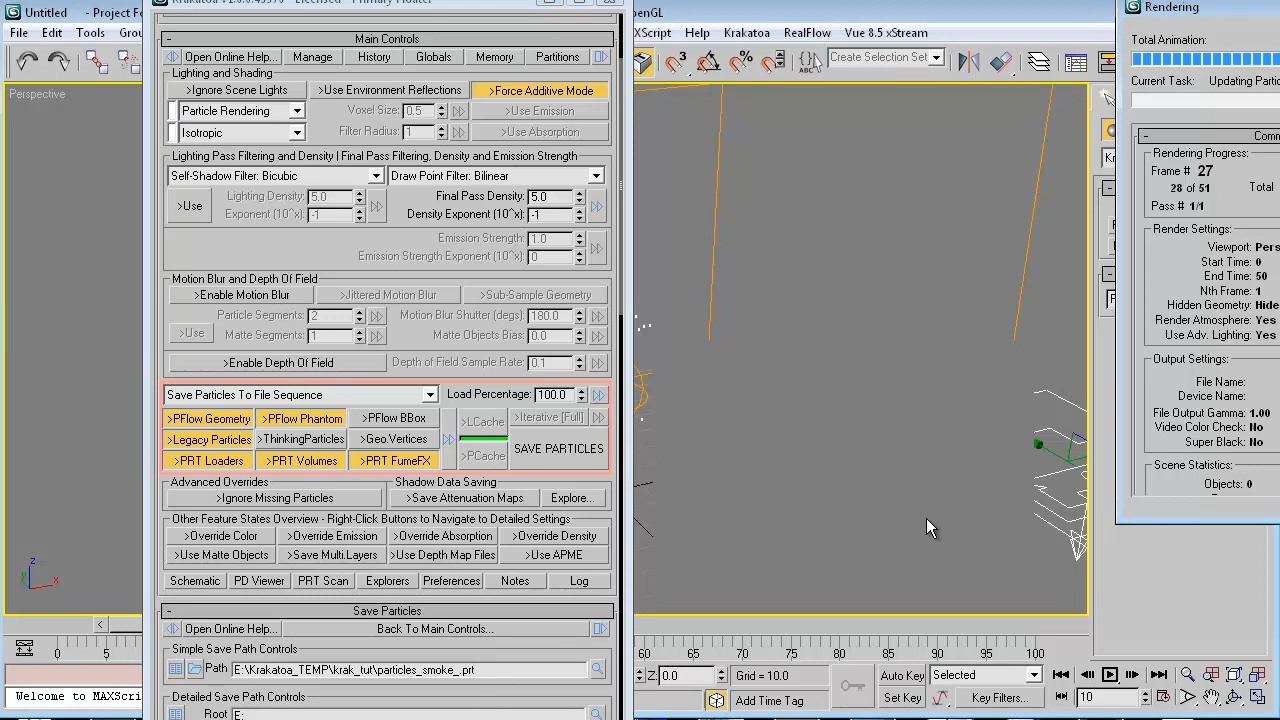 Untitled - Project Fo
File Edit Tools Grou
Perspective
Main Controls
Open Online Help... Manage History Globals Memory Partitions
Lighting and Shading
>Ignore Scene Lights >Use Environment Reflections >Force Additive Mode
Particle Rendering Voxel Size: 0.5 >Use Emission
Isotropic Filter Radius: 1 >Use Absorption
Lighting Pass Filtering and Density | Final Pass Filtering, Density and Emission Strength
Self-Shadow Filter: Bicubic Draw Point Filter: Bilinear
>Use Lighting Density: 5.0 Final Pass Density: 5.0
Exponent (10^x): -1 Density Exponent (10^x): -1
Emission Strength: 1.0
Emission Strength Exponent (10^x): 0
Motion Blur and Depth Of Field
>Enable Motion Blur >Jittered Motion Blur >Sub-Sample Geometry
Particle Segments: 2 Motion Blur Shutter (degs): 180.0
>Use Matte Segments: 1 Matte Objects Bias: 0.0
>Enable Depth Of Field Depth of Field Sample Rate: 0.1
Save Particles To File Sequence Load Percentage: 100.0
>PFlow Geometry >PFlow Phantom >PFlow BBox >LCache >Iterative [Full]
>Legacy Particles >ThinkingParticles >Geo.Vertices SAVE PARTICLES
>PRT Loaders >PRT Volumes >PRT FumeFX >PCache
Advanced Overrides Shadow Data Saving
>Ignore Missing Particles >Save Attenuation Maps Explore...
Other Feature States Overview - Right-Click Buttons to Navigate to Detailed Settings
>Override Color >Override Emission >Override Absorption >Override Density
>Use Matte Objects >Save Multi.Layers >Use Depth Map Files >Use APME
Schematic PD Viewer PRT Scan Explorers Preferences Notes Log
Save Particles
Open Online Help... Back To Main Controls...
Simple Save Path Controls
Path E:\Krakatoa_TEMP\krak_tut\particles_smoke_.prt
Detailed Save Path Controls
Root E:
OpenGL
XScript Help Krakatoa RealFlow Vue 8.5 xStream
3 % ABC Create Selection Set
Rendering
Total Animation:
Current Task: Updating Partic
Comm
Rendering Progress:
Frame # 27
28 of 51 Total
Pass # 1/1
Render Settings:
Viewport: Pers
Start Time: 0
End Time: 50
Nth Frame: 1
Hidden Geometry: Hide
Render Atmosphere: Yes
Use Adv. Lighting: Yes
Output Settings:
File Name:
Device Name:
File Output Gamma: 1.00
Video Color Check: No
Super Black: No
Scene Statistics:
Objects: 0
z
x
0 5
60 65 70 75 80 85 90 95 100
Welcome to MAXScri
Z: 0.0 Grid = 10.0 Auto Key Selected
Add Time Tag Set Key Key Filters... 10